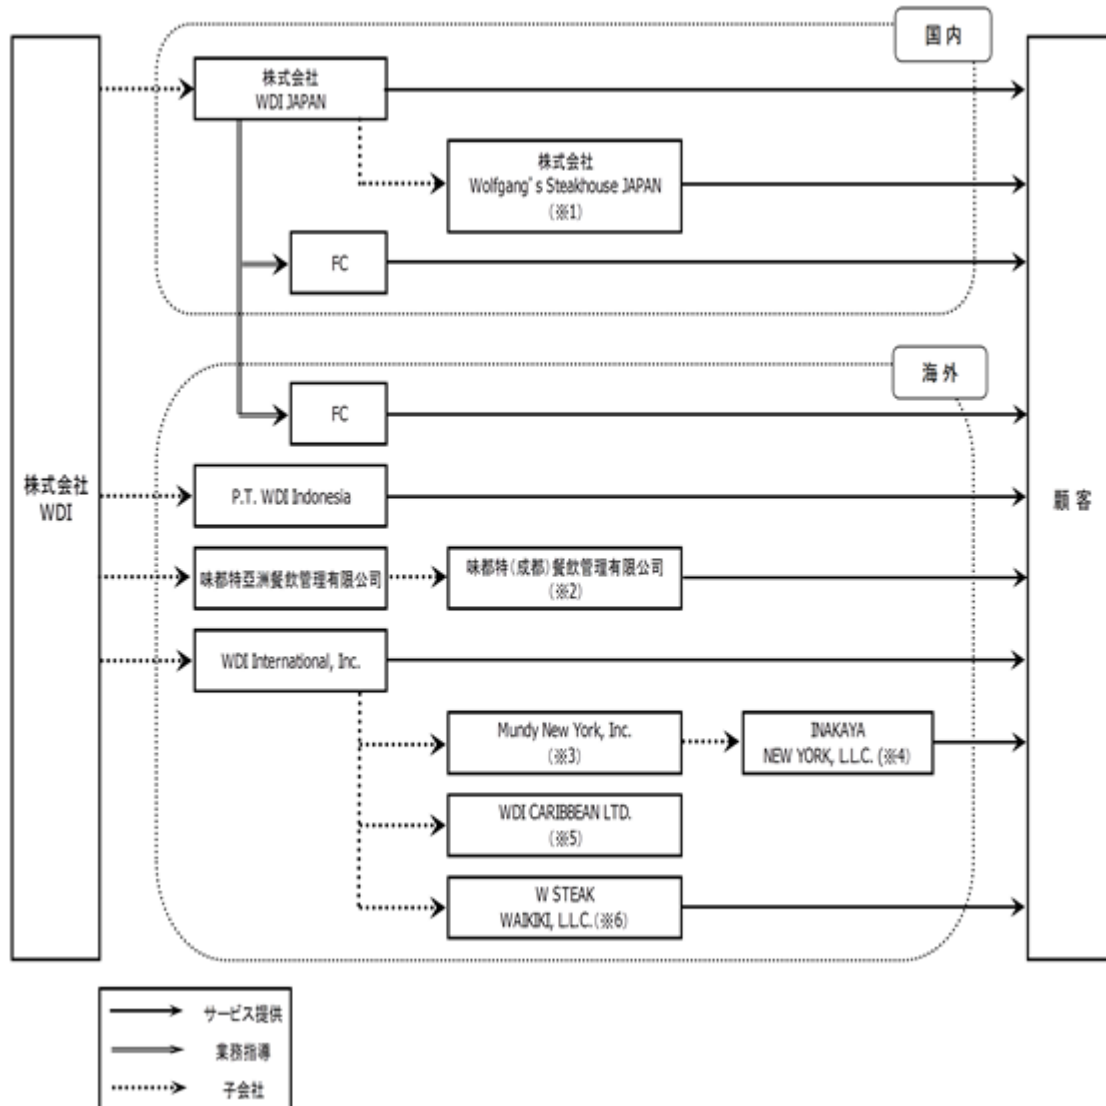 国内
株式会社
WDI JAPAN
株式会社
Wolfgang's Steakhouse JAPAN
(※1)
FC
海外
FC
株式会社
WDI
P.T. WDI Indonesia
顧客
味都特亞洲餐飲管理有限公司
味都特(成都)餐飲管理有限公司
(※2)
WDI International, Inc.
Mundy New York, Inc.
(※3)
INAKAYA
NEW YORK, L.L.C. (※4)
WDI CARIBBEAN LTD.
(※5)
W STEAK
WAIKIKI, L.L.C.(※6)
サービス提供
業務指導
子会社